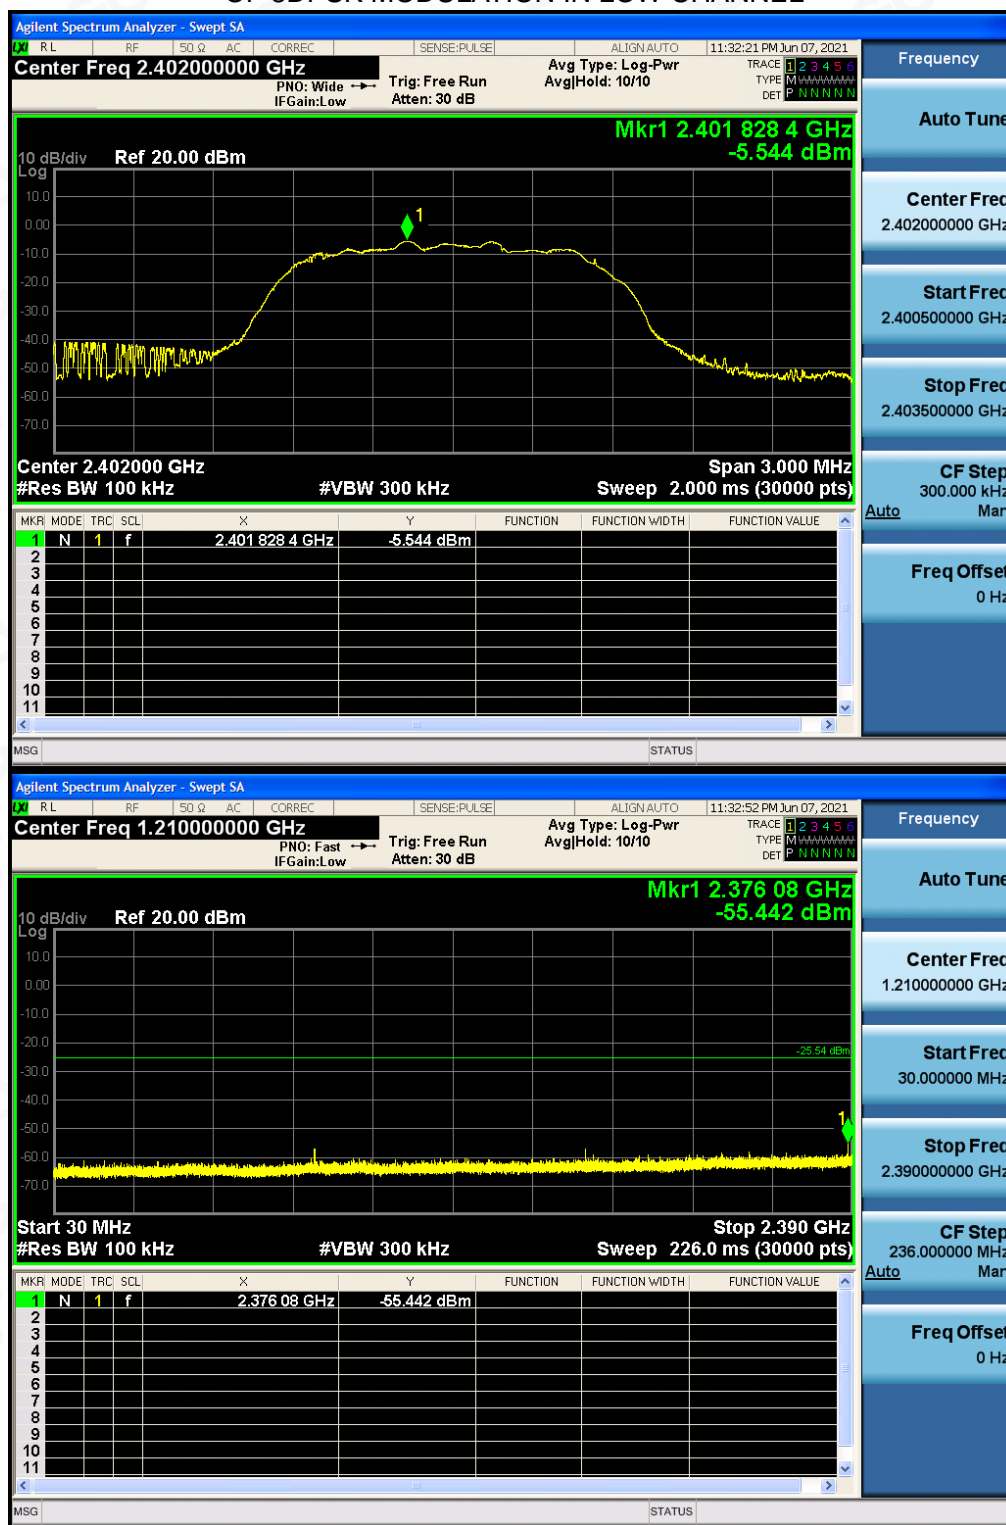 OF 8DPSK MODULATION IN LOW CHANNEL
Agilent Spectrum Analyzer - Swept SA
LXI RL RF 50 Ω AC CORREC SENSE:PULSE ALIGN AUTO 11:32:21 PM Jun 07, 2021
Center Freq 2.402000000 GHz
PNO: Wide
IFGain:Low
Trig: Free Run
Atten: 30 dB
Avg Type: Log-Pwr
Avg|Hold: 10/10
TRACE 1 2 3 4 5 6
TYPE M
DET P N N N N N
Mkr1 2.401 828 4 GHz
-5.544 dBm
10 dB/div Ref 20.00 dBm
Log
10.0
0.00
-10.0
-20.0
-30.0
-40.0
-50.0
-60.0
-70.0
1
Center 2.402000 GHz Span 3.000 MHz
#Res BW 100 kHz #VBW 300 kHz Sweep 2.000 ms (30000 pts)
MKR MODE TRC SCL X Y FUNCTION FUNCTION WIDTH FUNCTION VALUE
1 N 1 f 2.401 828 4 GHz -5.544 dBm
2
3
4
5
6
7
8
9
10
11
MSG STATUS
Frequency
Auto Tune
Center Freq
2.402000000 GHz
Start Freq
2.400500000 GHz
Stop Freq
2.403500000 GHz
CF Step
300.000 kHz
Auto Man
Freq Offset
0 Hz
Agilent Spectrum Analyzer - Swept SA
LXI RL RF 50 Ω AC CORREC SENSE:PULSE ALIGN AUTO 11:32:52 PM Jun 07, 2021
Center Freq 1.210000000 GHz
PNO: Fast
IFGain:Low
Trig: Free Run
Atten: 30 dB
Avg Type: Log-Pwr
Avg|Hold: 10/10
TRACE 1 2 3 4 5 6
TYPE M
DET P N N N N N
Mkr1 2.376 08 GHz
-55.442 dBm
10 dB/div Ref 20.00 dBm
Log
10.0
0.00
-10.0
-20.0
-30.0
-40.0
-50.0
-60.0
-70.0
-25.54 dBm
1
Start 30 MHz Stop 2.390 GHz
#Res BW 100 kHz #VBW 300 kHz Sweep 226.0 ms (30000 pts)
MKR MODE TRC SCL X Y FUNCTION FUNCTION WIDTH FUNCTION VALUE
1 N 1 f 2.376 08 GHz -55.442 dBm
2
3
4
5
6
7
8
9
10
11
MSG STATUS
Frequency
Auto Tune
Center Freq
1.210000000 GHz
Start Freq
30.000000 MHz
Stop Freq
2.390000000 GHz
CF Step
236.000000 MHz
Auto Man
Freq Offset
0 Hz